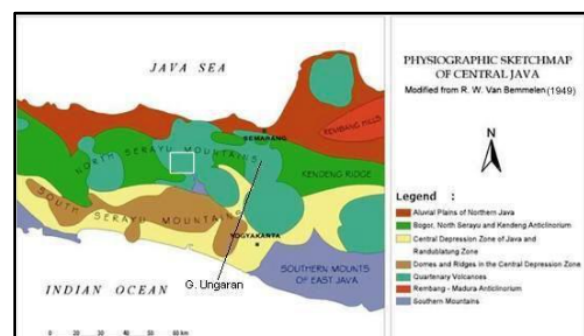 JAVA SEA
SEMARANG
REMBANG HILLS
NORTH SERAYU MOUNTAINS
KENDENG RIDGE
SOUTH SERAYU MOUNTAINS
YOGYAKARTA
SOUTHERN MOUNTS
OF EAST JAVA
G. Ungaran
INDIAN OCEAN
PHYSIOGRAPHIC SKETCHMAP
OF CENTRAL JAVA
Modified from R. W. Van Bemmelen (1949)
N
Legend :
Aluvial Plains of Northern Java
Bogor, North Serayu and Kendeng Anticlinorium
Central Depression Zone of Java and
Randublatung Zone
Domes and Ridges in the Central Depression Zone
Quartenary Volcanoes
Rembang - Madura Anticlinorium
Southern Mountains